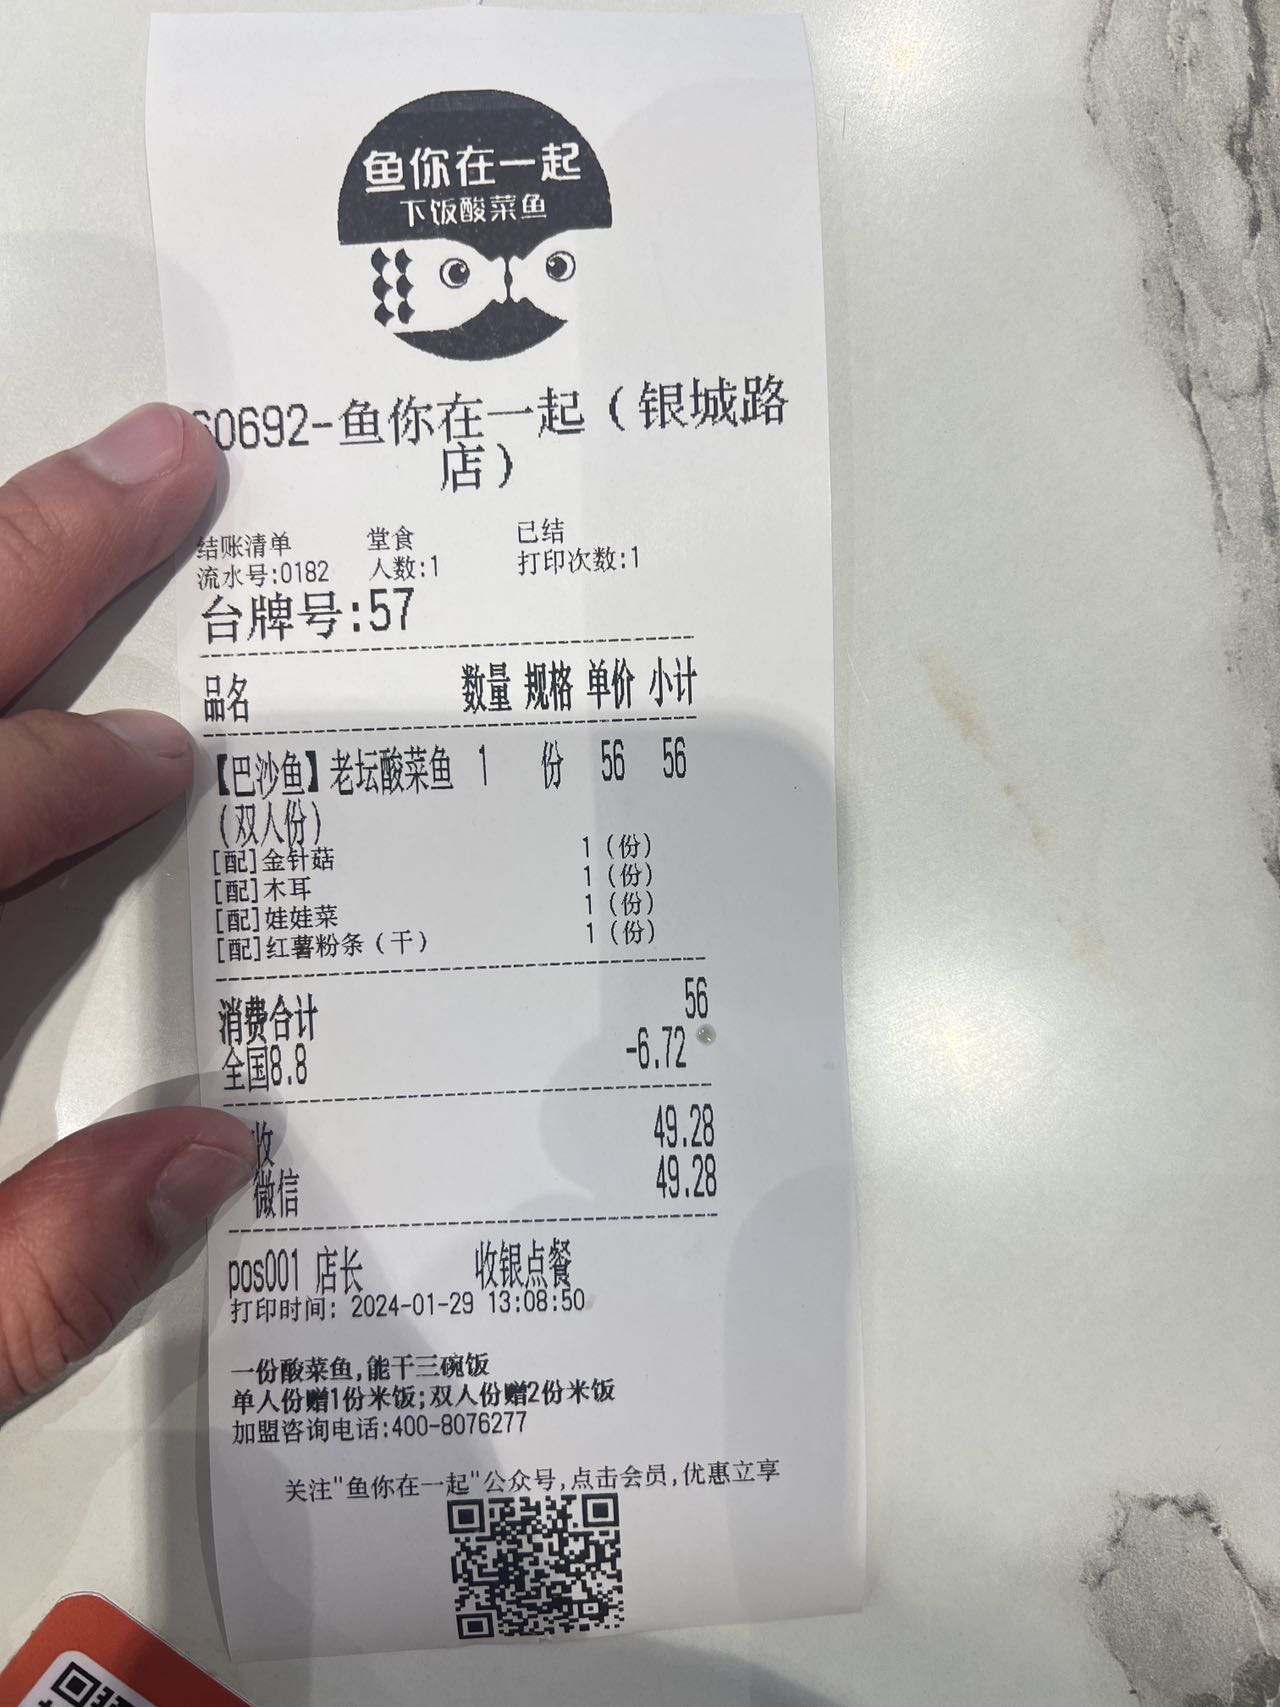 鱼你在一起
下饭酸菜鱼
60692-鱼你在一起（银城路
店）
结账清单 堂食 已结
流水号:0182 人数:1 打印次数:1
台牌号:57
品名 数量 规格 单价 小计
【巴沙鱼】老坛酸菜鱼 1 份 56 56
（双人份）
[配]金针菇 1（份）
[配]木耳 1（份）
[配]娃娃菜 1（份）
[配]红薯粉条（干） 1（份）
消费合计 56
全国8.8 -6.72
收 49.28
微信 49.28
pos001 店长 收银点餐
打印时间: 2024-01-29 13:08:50
一份酸菜鱼,能干三碗饭
单人份赠1份米饭;双人份赠2份米饭
加盟咨询电话:400-8076277
关注"鱼你在一起"公众号,点击会员,优惠立享